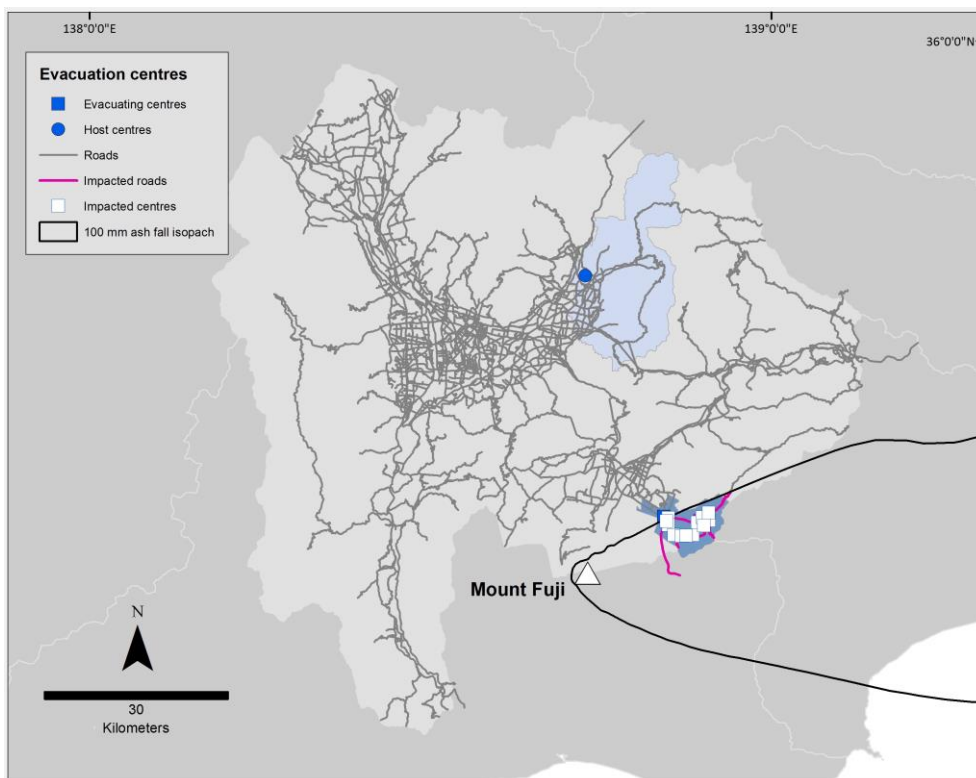 138°0'0"E
139°0'0"E
36°0'0"N
Evacuation centres
Evacuating centres
Host centres
Roads
Impacted roads
Impacted centres
100 mm ash fall isopach
Mount Fuji
N
30
Kilometers